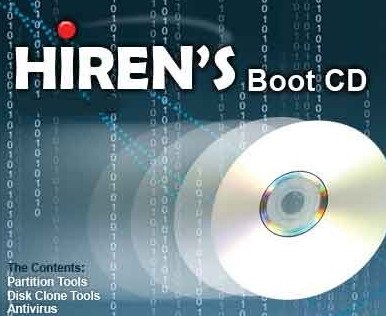 HiREN'S Boot CD
The Contents:
Partition Tools
Disk Clone Tools
Antivirus